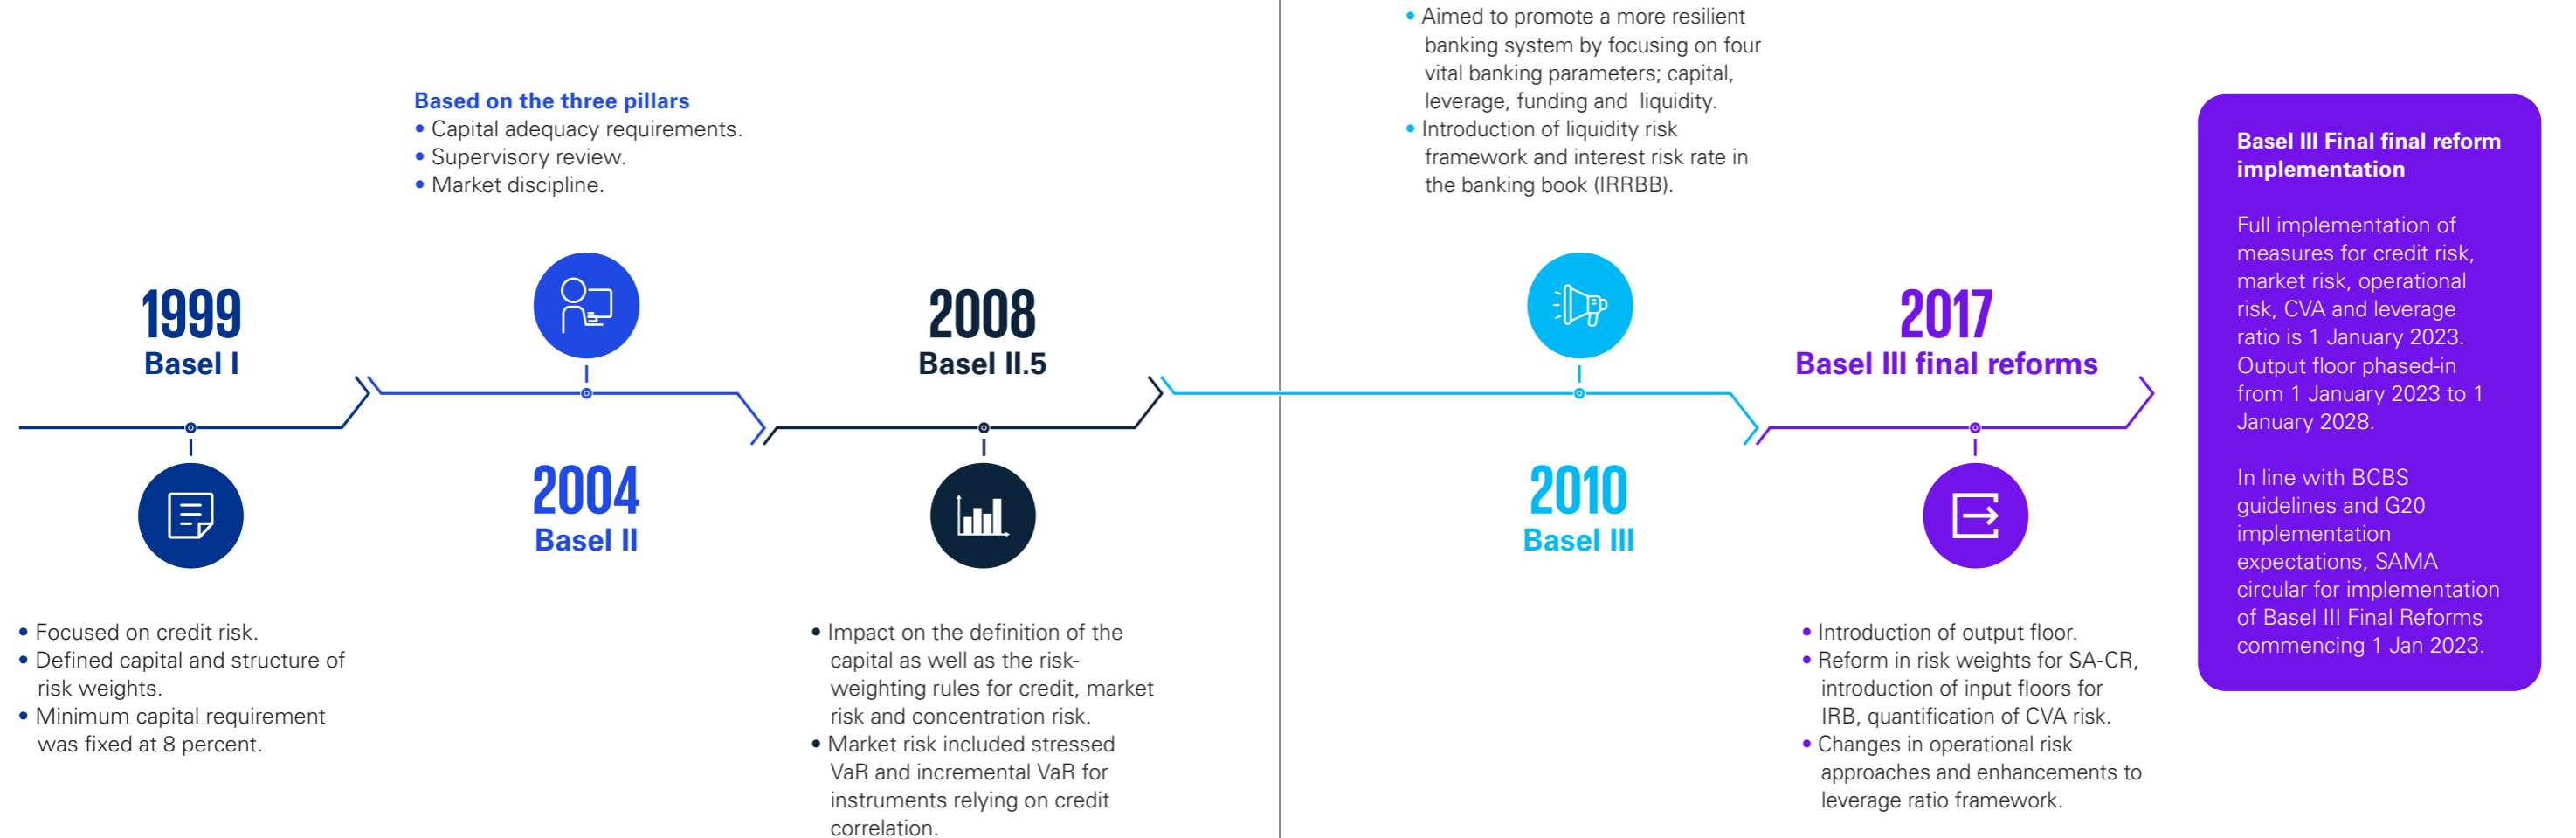 Based on the three pillars
• Capital adequacy requirements.
• Supervisory review.
• Market discipline.
• Aimed to promote a more resilient
banking system by focusing on four
vital banking parameters; capital,
leverage, funding and liquidity.
• Introduction of liquidity risk
framework and interest risk rate in
the banking book (IRRBB).
1999
Basel I
2004
Basel II
2008
Basel II.5
2010
Basel III
2017
Basel III final reforms
• Focused on credit risk.
• Defined capital and structure of
risk weights.
• Minimum capital requirement
was fixed at 8 percent.
• Impact on the definition of the
capital as well as the risk-
weighting rules for credit, market
risk and concentration risk.
• Market risk included stressed
VaR and incremental VaR for
instruments relying on credit
correlation.
• Introduction of output floor.
• Reform in risk weights for SA-CR,
introduction of input floors for
IRB, quantification of CVA risk.
• Changes in operational risk
approaches and enhancements to
leverage ratio framework.
Basel III Final final reform
implementation
Full implementation of
measures for credit risk,
market risk, operational
risk, CVA and leverage
ratio is 1 January 2023.
Output floor phased-in
from 1 January 2023 to 1
January 2028.
In line with BCBS
guidelines and G20
implementation
expectations, SAMA
circular for implementation
of Basel III Final Reforms
commencing 1 Jan 2023.